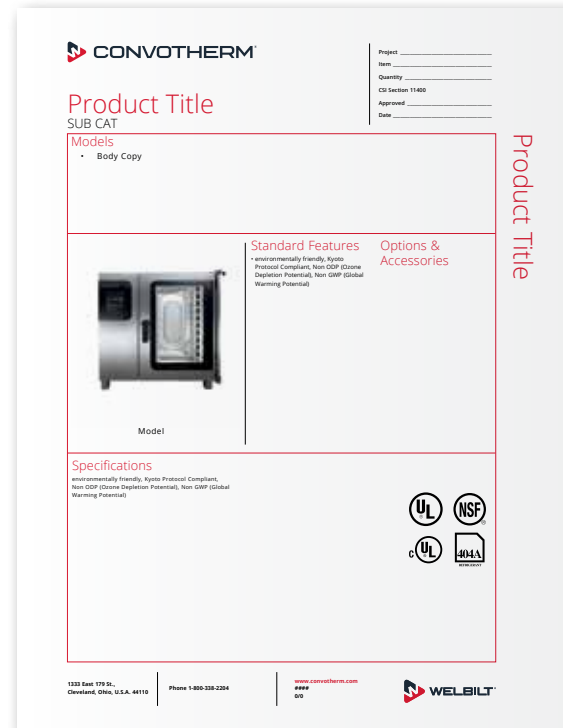 CONVOTHERM®
Project
Item
Quantity
CSI Section 11400
Approved
Date
Product Title
SUB CAT
Product Title
Models
• Body Copy
Model
Standard Features
• environmentally friendly, Kyoto
Protocol Compliant, Non ODP (Ozone
Depletion Potential), Non GWP (Global
Warming Potential)
Options &
Accessories
Specifications
environmentally friendly, Kyoto Protocol Compliant,
Non ODP (Ozone Depletion Potential), Non GWP (Global
Warming Potential)
UL
NSF®
c UL
404A
REFRIGERANT
1333 East 179 St.,
Cleveland, Ohio, U.S.A. 44110
Phone 1-800-338-2204
www.convotherm.com
####
0/0
WELBILT